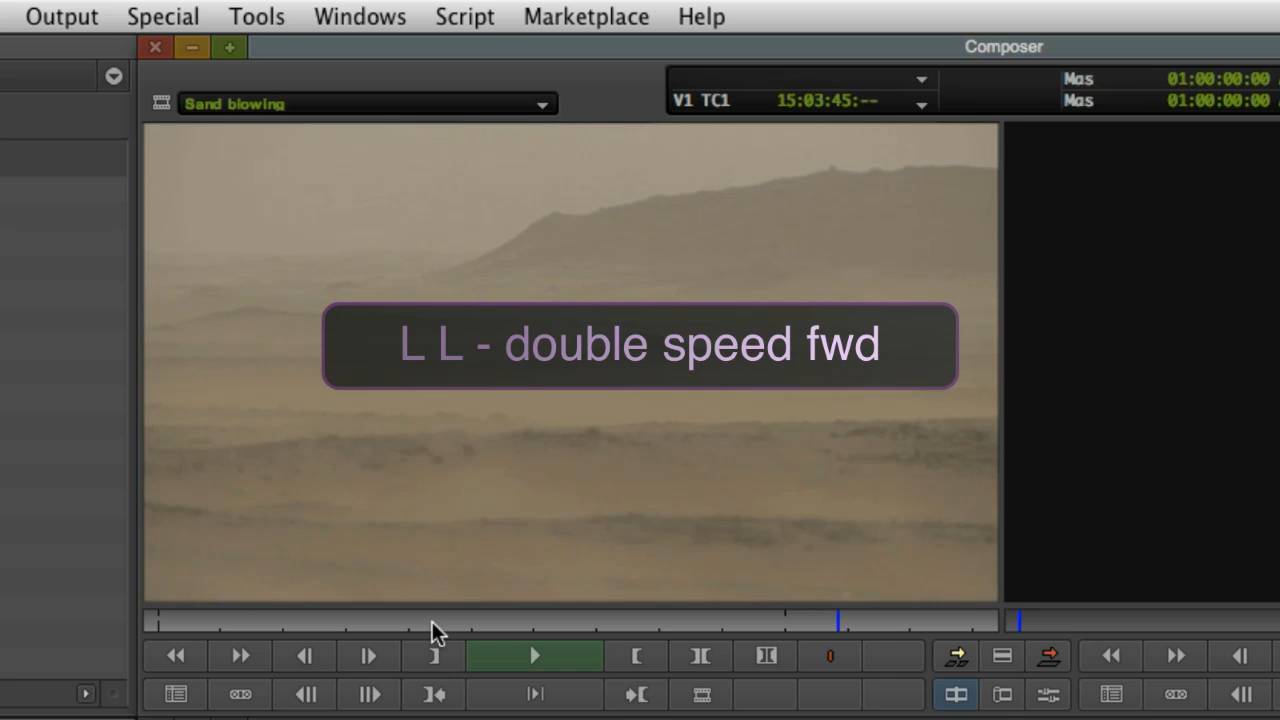 Output Special Tools Windows Script Marketplace Help
Composer
Mas 01:00:00:00
Sand blowing
V1 TC1 15:03:45:--
Mas 01:00:00:00
L L - double speed fwd